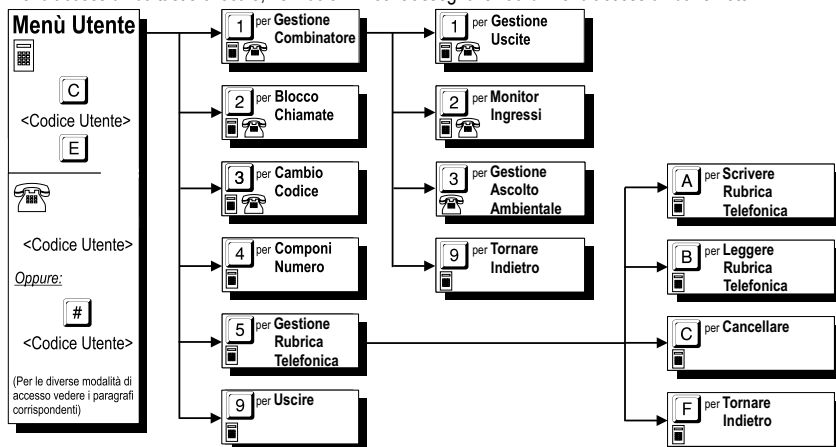 Menù Utente
C
<Codice Utente>
E
<Codice Utente>
Oppure:
#
<Codice Utente>
(Per le diverse modalità di
accesso vedere i paragrafi
corrispondenti)
1 per Gestione
Combinatore
2 per Blocco
Chiamate
3 per Cambio
Codice
4 per Componi
Numero
5 per Gestione
Rubrica
Telefonica
9 per Uscire
1 per Gestione
Uscite
2 per Monitor
Ingressi
3 per Gestione
Ascolto
Ambientale
9 per Tornare
Indietro
A per Scrivere
Rubrica
Telefonica
B per Leggere
Rubrica
Telefonica
C per Cancellare
F per Tornare
Indietro